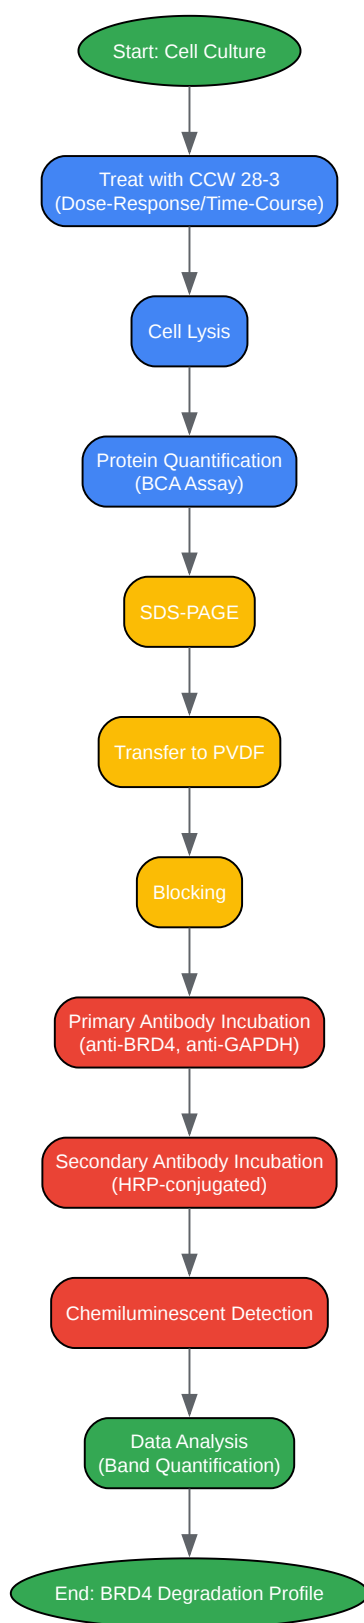 Start: Cell Culture
Treat with CCW 28-3
(Dose-Response/Time-Course)
Cell Lysis
Protein Quantification
(BCA Assay)
SDS-PAGE
Transfer to PVDF
Blocking
Primary Antibody Incubation
(anti-BRD4, anti-GAPDH)
Secondary Antibody Incubation
(HRP-conjugated)
Chemiluminescent Detection
Data Analysis
(Band Quantification)
End: BRD4 Degradation Profile